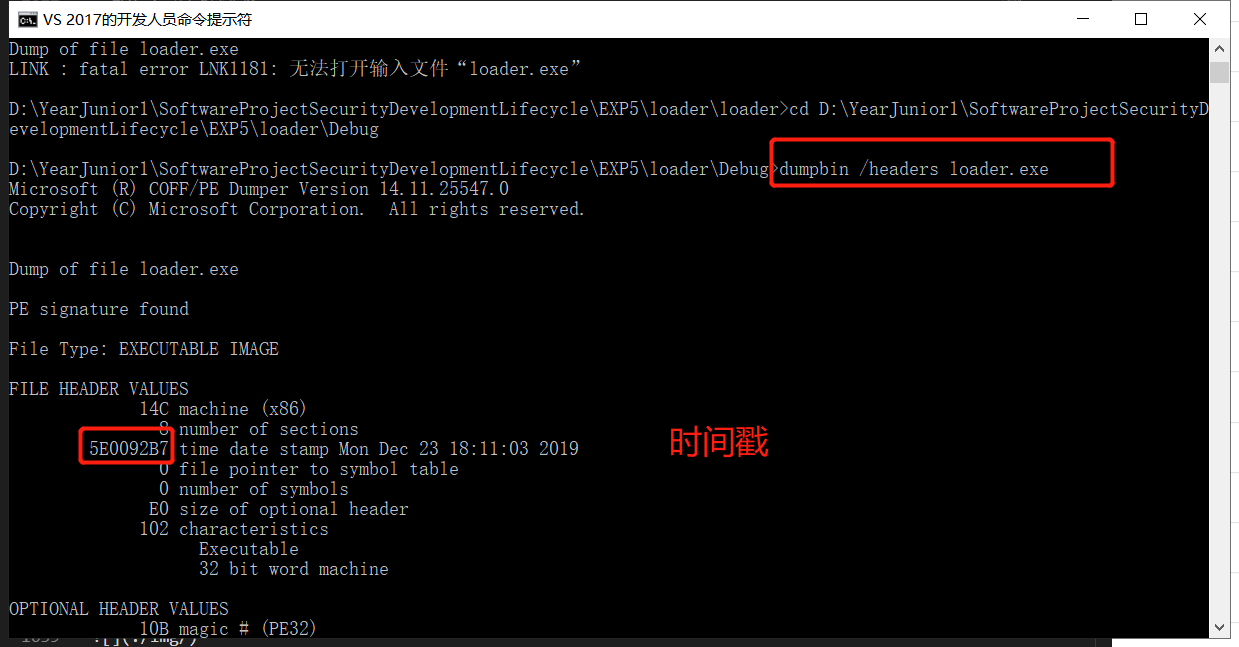 VS 2017的开发人员命令提示符
Dump of file loader.exe
LINK : fatal error LNK1181: 无法打开输入文件“loader.exe”
D:\YearJunior1\SoftwareProjectSecurityDevelopmentLifecycle\EXP5\loader\loader>cd D:\YearJunior1\SoftwareProjectSecurityD
evelopmentLifecycle\EXP5\loader\Debug
D:\YearJunior1\SoftwareProjectSecurityDevelopmentLifecycle\EXP5\loader\Debug>dumpbin /headers loader.exe
Microsoft (R) COFF/PE Dumper Version 14.11.25547.0
Copyright (C) Microsoft Corporation.  All rights reserved.
Dump of file loader.exe
PE signature found
File Type: EXECUTABLE IMAGE
FILE HEADER VALUES
14C machine (x86)
8 number of sections
5E0092B7 time date stamp Mon Dec 23 18:11:03 2019
时间戳
0 file pointer to symbol table
0 number of symbols
E0 size of optional header
102 characteristics
Executable
32 bit word machine
OPTIONAL HEADER VALUES
10B magic # (PE32)